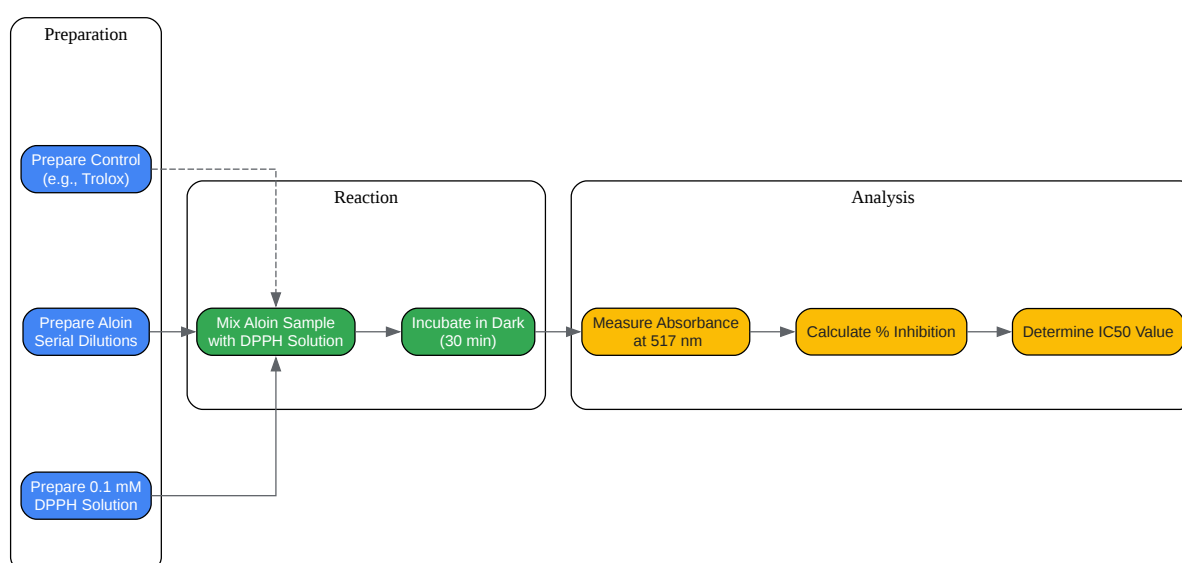 Preparation
Prepare Control
(e.g., Trolox)
Prepare Aloin
Serial Dilutions
Prepare 0.1 mM
DPPH Solution
Reaction
Mix Aloin Sample
with DPPH Solution
Incubate in Dark
(30 min)
Analysis
Measure Absorbance
at 517 nm
Calculate % Inhibition
Determine IC50 Value